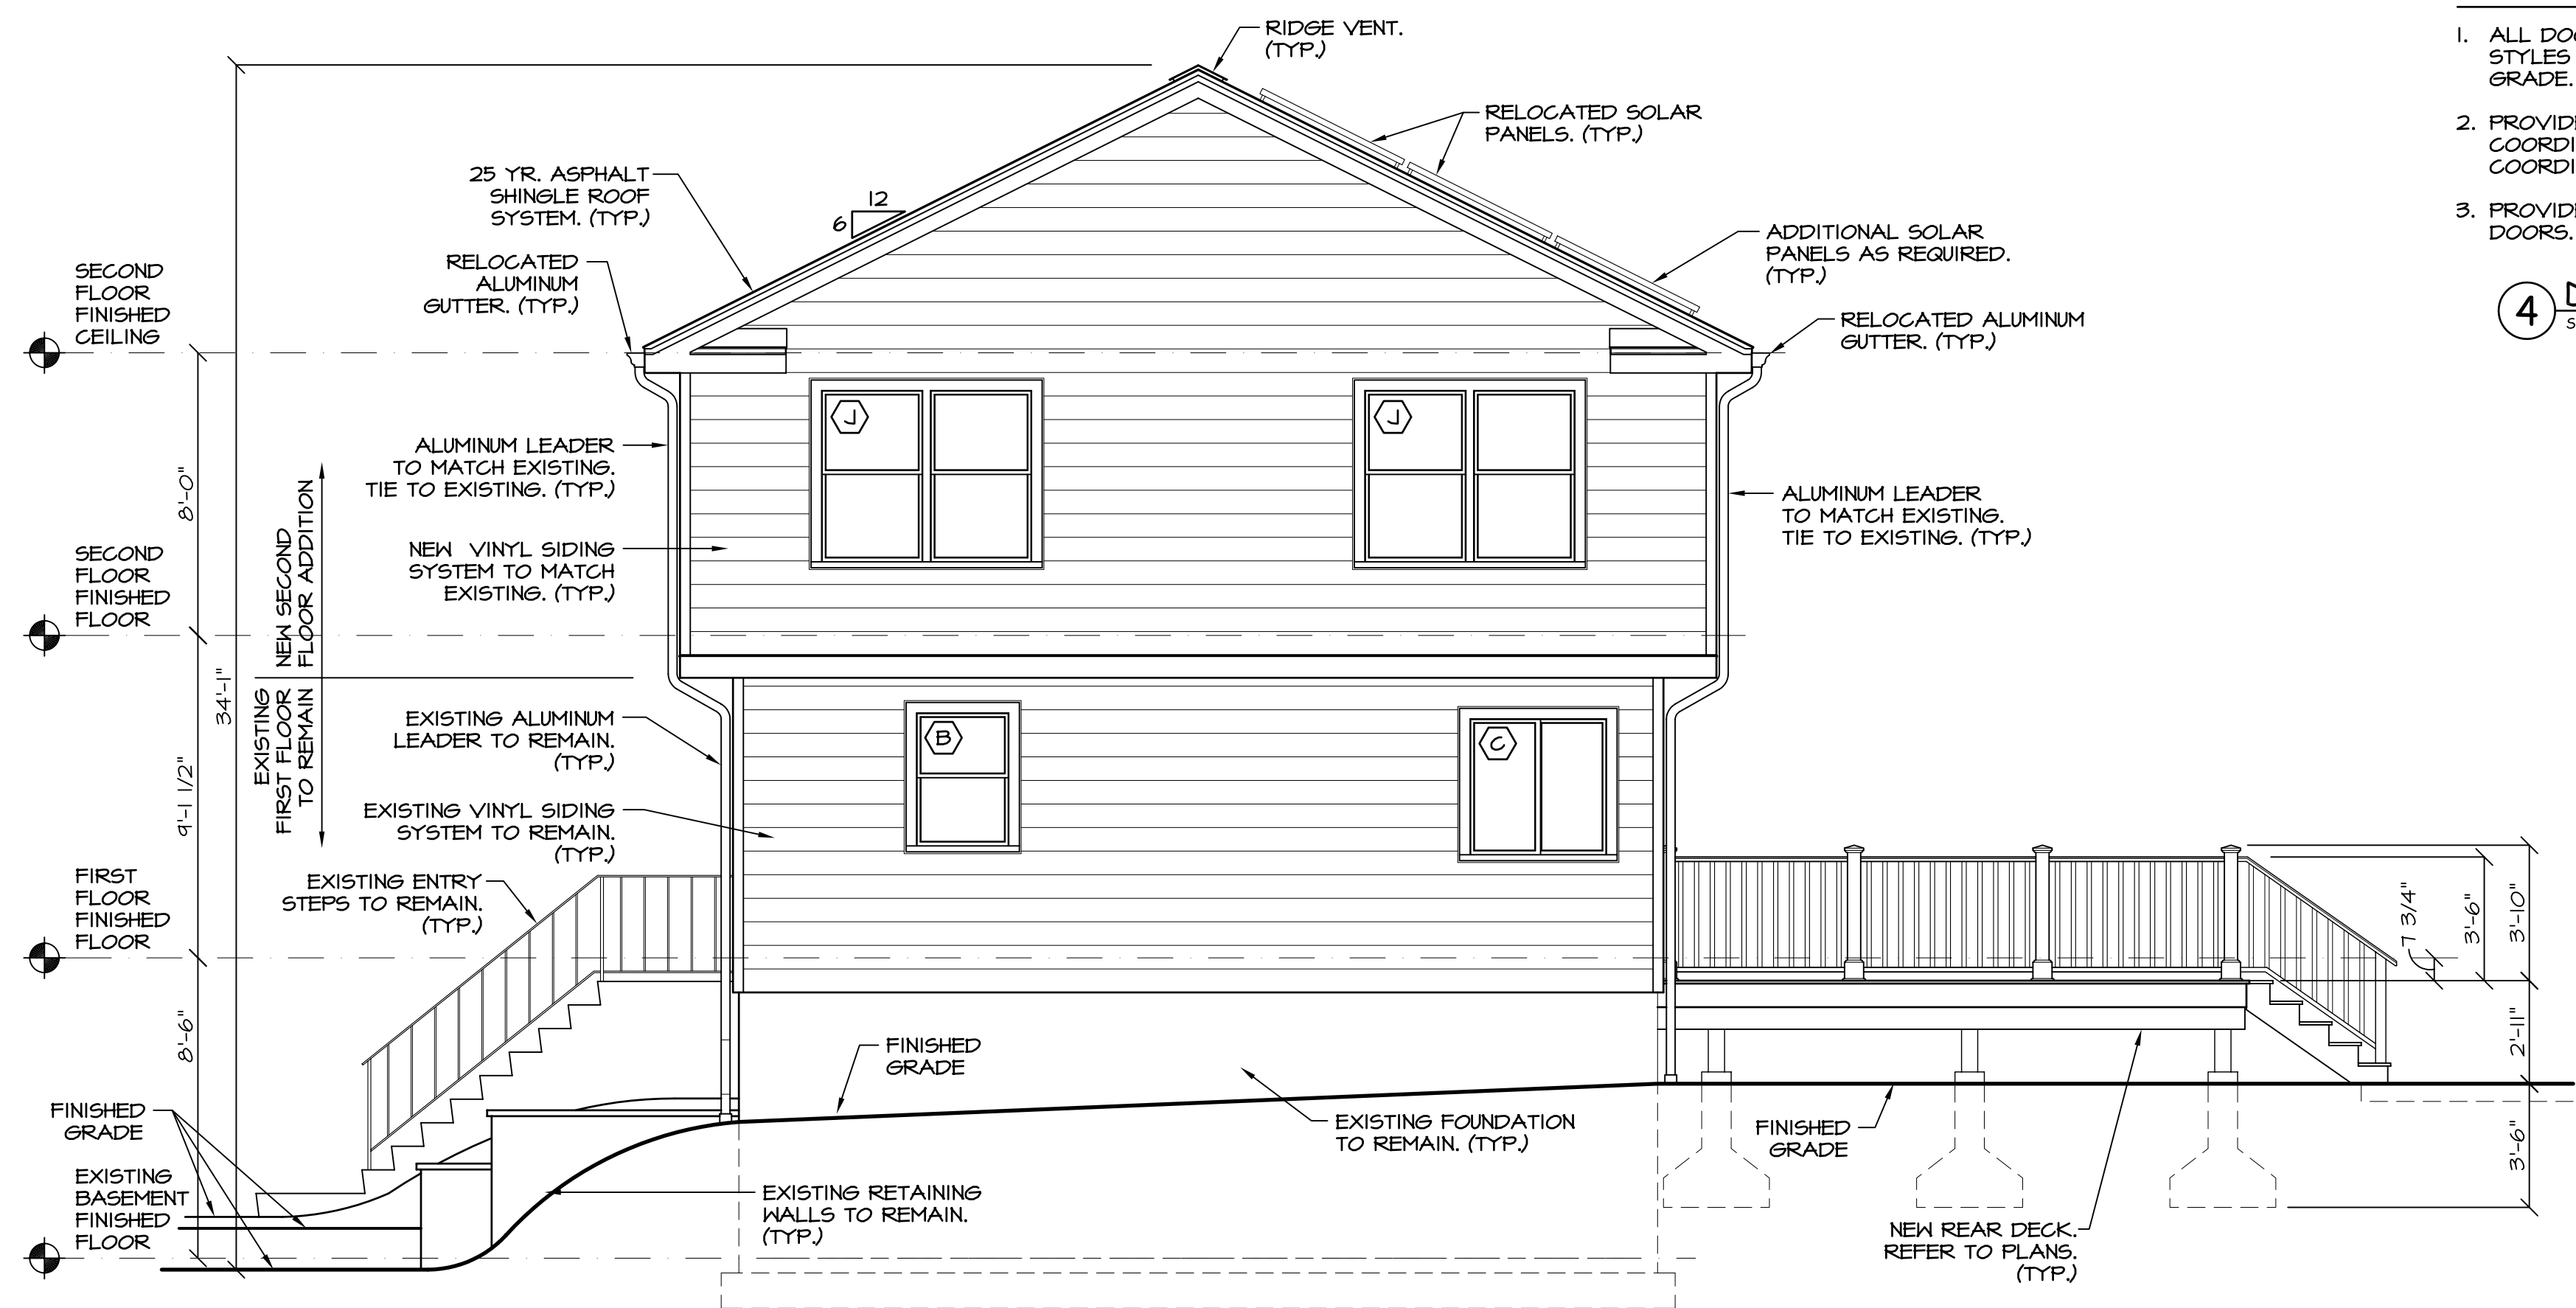 RIDGE VENT.
(TYP.)
RELOCATED SOLAR
PANELS. (TYP.)
25 YR. ASPHALT
SHINGLE ROOF
SYSTEM. (TYP.)
12
6
RELOCATED
ALUMINUM
GUTTER. (TYP.)
ADDITIONAL SOLAR
PANELS AS REQUIRED.
(TYP.)
RELOCATED ALUMINUM
GUTTER. (TYP.)
1. ALL
STYLES
GRADE.
2.
3.
DOORS.
4
SECOND
FLOOR
FINISHED
CEILING
8'-0"
SECOND
FLOOR
FINISHED
FLOOR
9'-1 1/2"
FIRST
FLOOR
FINISHED
FLOOR
8'-6"
EXISTING
BASEMENT
FINISHED
FLOOR
34'-1"
NEW SECOND
FLOOR ADDITION
EXISTING
FIRST FLOOR
TO REMAIN
ALUMINUM LEADER
TO MATCH EXISTING.
TIE TO EXISTING. (TYP.)
NEW VINYL SIDING
SYSTEM TO MATCH
EXISTING. (TYP.)
J
J
ALUMINUM LEADER
TO MATCH EXISTING.
TIE TO EXISTING. (TYP.)
EXISTING ALUMINUM
LEADER TO REMAIN.
(TYP.)
B
C
EXISTING VINYL SIDING
SYSTEM TO REMAIN.
(TYP.)
EXISTING ENTRY
STEPS TO REMAIN.
(TYP.)
7 3/4"
3'-6"
3'-10"
2'-11"
3'-6"
FINISHED
GRADE
FINISHED
GRADE
EXISTING FOUNDATION
TO REMAIN. (TYP.)
FINISHED
GRADE
EXISTING RETAINING
WALLS TO REMAIN.
(TYP.)
NEW REAR DECK.
REFER TO PLANS.
(TYP.)